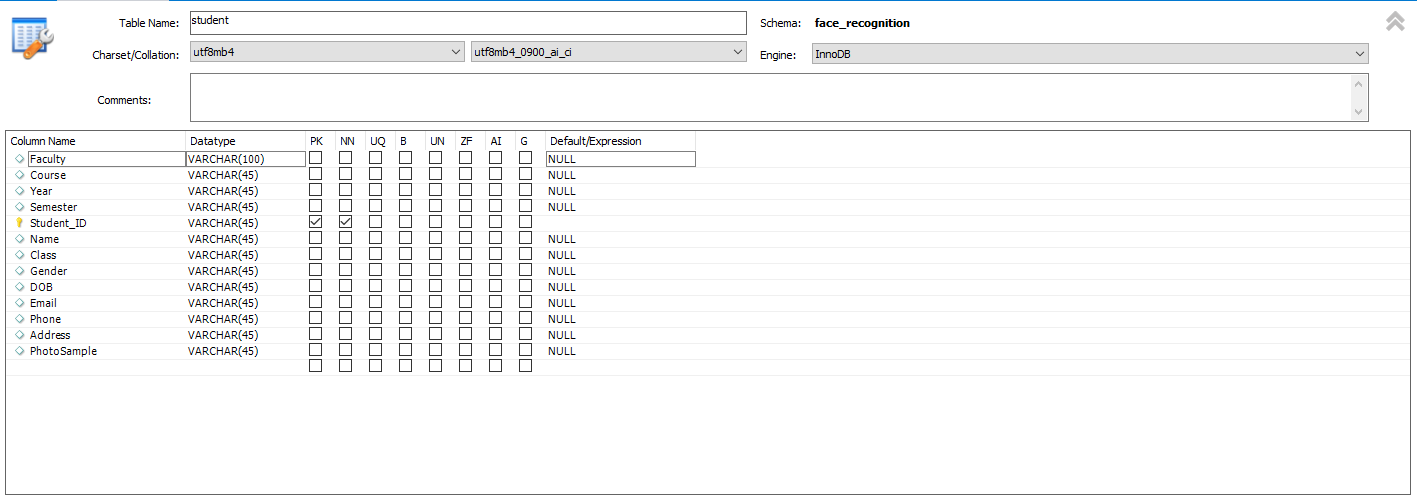 Table Name: student Schema: face_recognition
Charset/Collation: utf8mb4 utf8mb4_0900_ai_ci Engine: InnoDB
Comments:
Column Name Datatype PK NN UQ B UN ZF AI G Default/Expression
Faculty VARCHAR(100) NULL
Course VARCHAR(45) NULL
Year VARCHAR(45) NULL
Semester VARCHAR(45) NULL
Student_ID VARCHAR(45)
Name VARCHAR(45) NULL
Class VARCHAR(45) NULL
Gender VARCHAR(45) NULL
DOB VARCHAR(45) NULL
Email VARCHAR(45) NULL
Phone VARCHAR(45) NULL
Address VARCHAR(45) NULL
PhotoSample VARCHAR(45) NULL